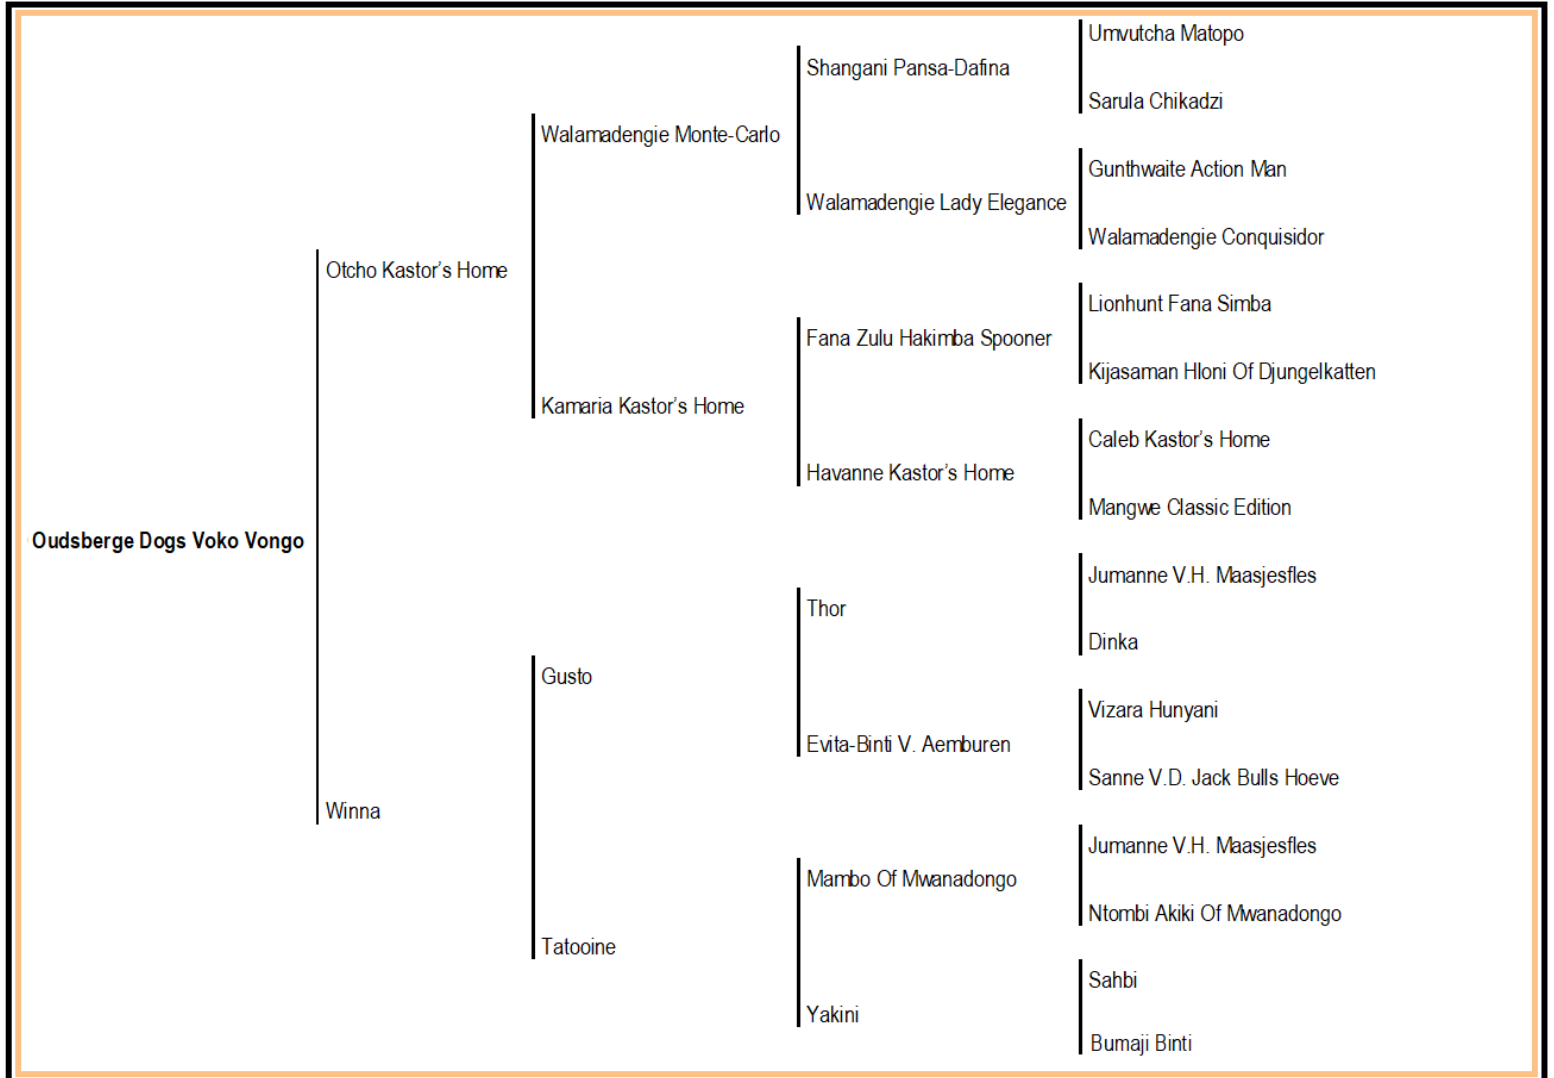 Umvutcha Matopo
Shangani Pansa-Dafina
Sarula Chikadzi
Walamadengie Monte-Carlo
Gunthwaite Action Man
Walamadengie Lady Elegance
Walamadengie Conquisidor
Otcho Kastor’s Home
Lionhunt Fana Simba
Fana Zulu Hakimba Spooner
Kijasaman Hloni Of Djungelkatten
Kamaria Kastor’s Home
Caleb Kastor’s Home
Havanne Kastor’s Home
Mangwe Classic Edition
Oudsberge Dogs Voko Vongo
Jumanne V.H. Maasjesfles
Thor
Dinka
Gusto
Vizara Hunyani
Evita-Binti V. Aemburen
Sanne V.D. Jack Bulls Hoeve
Winna
Jumanne V.H. Maasjesfles
Mambo Of Mwanadongo
Ntombi Akiki Of Mwanadongo
Tatooine
Sahbi
Yakini
Bumaji Binti